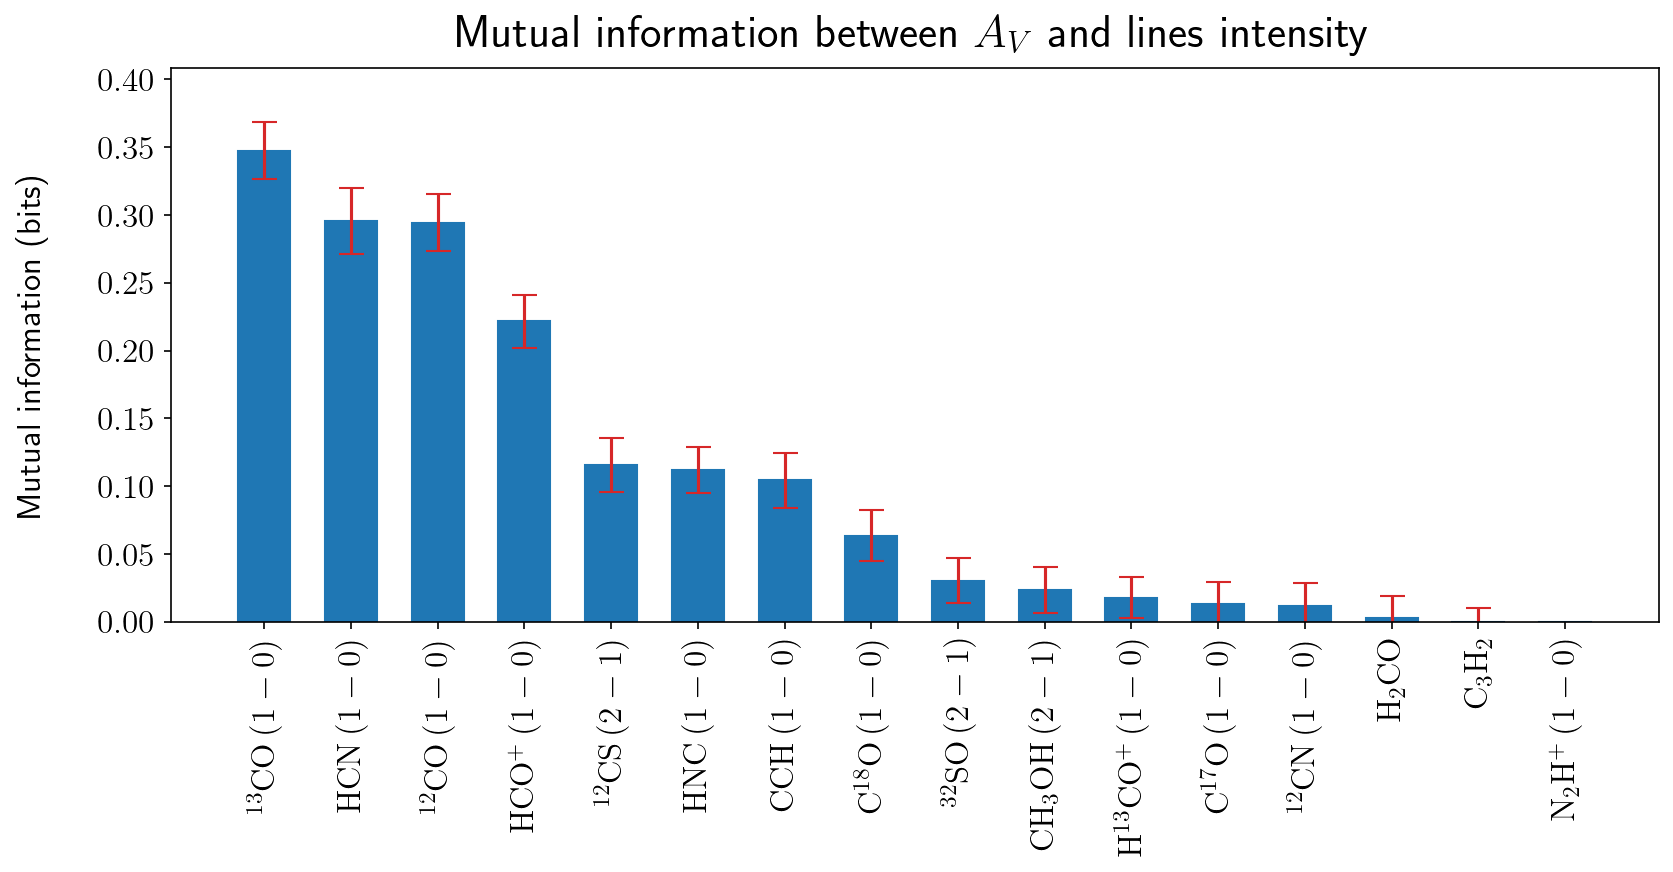 Mutual information between A_V and lines intensity
Mutual information (bits)
0.40
0.35
0.30
0.25
0.20
0.15
0.10
0.05
0.00
¹³CO (1 − 0)
HCN (1 − 0)
¹²CO (1 − 0)
HCO⁺ (1 − 0)
¹²CS (2 − 1)
HNC (1 − 0)
CCH (1 − 0)
C¹⁸O (1 − 0)
³²SO (2 − 1)
CH₃OH (2 − 1)
H¹³CO⁺ (1 − 0)
C¹⁷O (1 − 0)
¹²CN (1 − 0)
H₂CO
C₃H₂
N₂H⁺ (1 − 0)